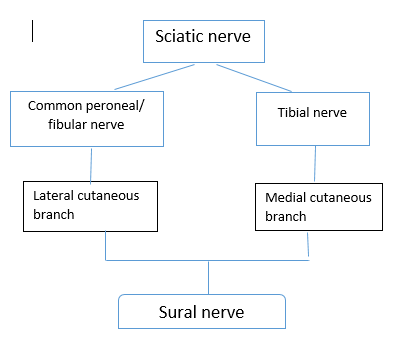 Sciatic nerve
Common peroneal/
fibular nerve
Tibial nerve
Lateral cutaneous
branch
Medial cutaneous
branch
Sural nerve